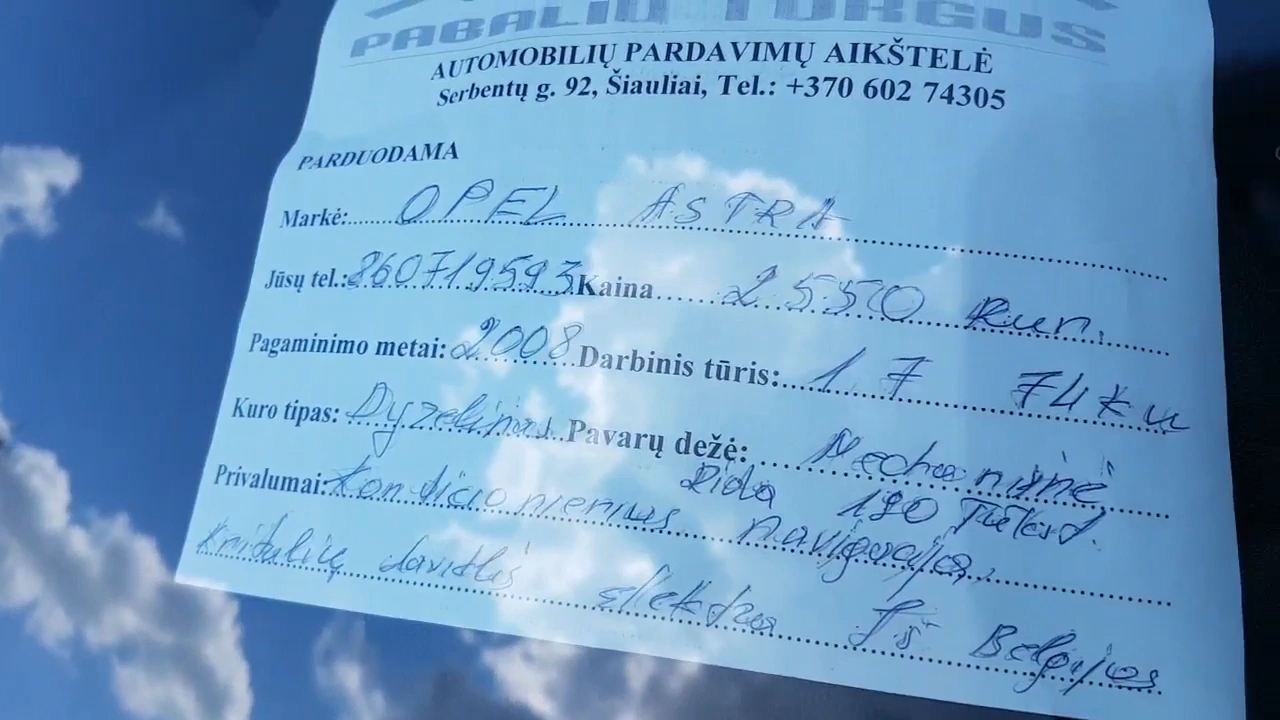 PABALIŲ TURGUS
AUTOMOBILIŲ PARDAVIMŲ AIKŠTELĖ
Serbentų g. 92, Šiauliai, Tel.: +370 602 74305
PARDUODAMA
Markė: OPEL ASTRA
Jūsų tel.: 860719593 Kaina 2550 Eur.
Pagaminimo metai: 2008 Darbinis tūris: 1.7 74kw
Kuro tipas: Dyzelinas Pavarų dėžė: Mechaninė
Rida 190 Tūkst.
Privalumai: Kondicionierius navigacija,
Kritulių daviklis elektra Iš Belgijos